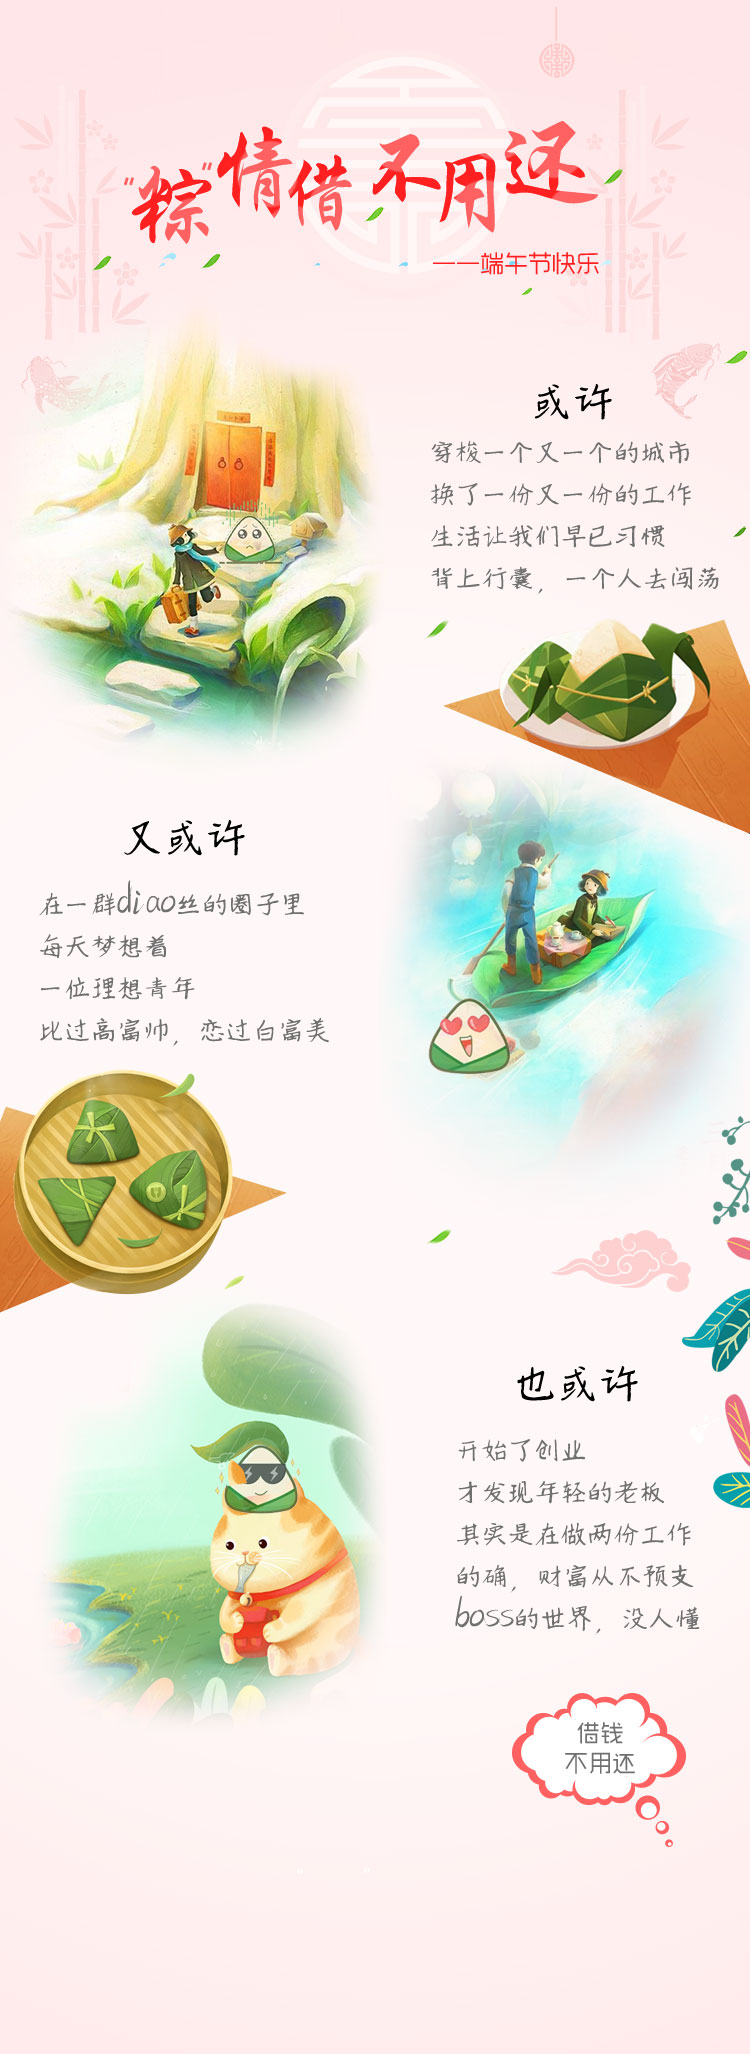 “粽”情借不用还
——端午节快乐
或许
穿梭一个又一个的城市
换了一份又一份的工作
生活让我们早已习惯
背上行囊，一个人去闯荡
又或许
在一群diao丝的圈子里
每天梦想着
一位理想青年
比过高富帅，恋过白富美
也或许
开始了创业
才发现年轻的老板
其实是在做两份工作
的确，财富从不预支
boss的世界，没人懂
借钱
不用还